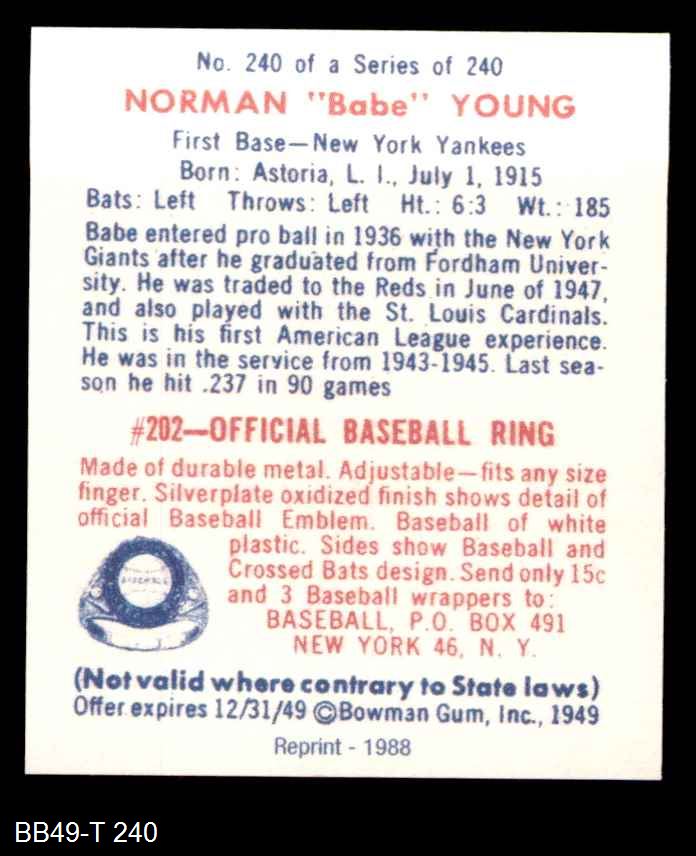 No. 240 of a Series of 240
NORMAN "Babe" YOUNG
First Base—New York Yankees
Born: Astoria, L. I., July 1, 1915
Bats: Left Throws: Left Ht.: 6:3 Wt.: 185
Babe entered pro ball in 1936 with the New York
Giants after he graduated from Fordham Univer-
sity. He was traded to the Reds in June of 1947,
and also played with the St. Louis Cardinals.
This is his first American League experience.
He was in the service from 1943-1945. Last sea-
son he hit .237 in 90 games
#202—OFFICIAL BASEBALL RING
Made of durable metal. Adjustable—fits any size
finger. Silverplate oxidized finish shows detail of
official Baseball Emblem. Baseball of white
plastic. Sides show Baseball and
Crossed Bats design. Send only 15c
and 3 Baseball wrappers to:
BASEBALL, P.O. BOX 491
NEW YORK 46, N. Y.
BASEBALL
(Not valid where contrary to State laws)
Offer expires 12/31/49 ©Bowman Gum, Inc., 1949
Reprint - 1988
BB49-T 240